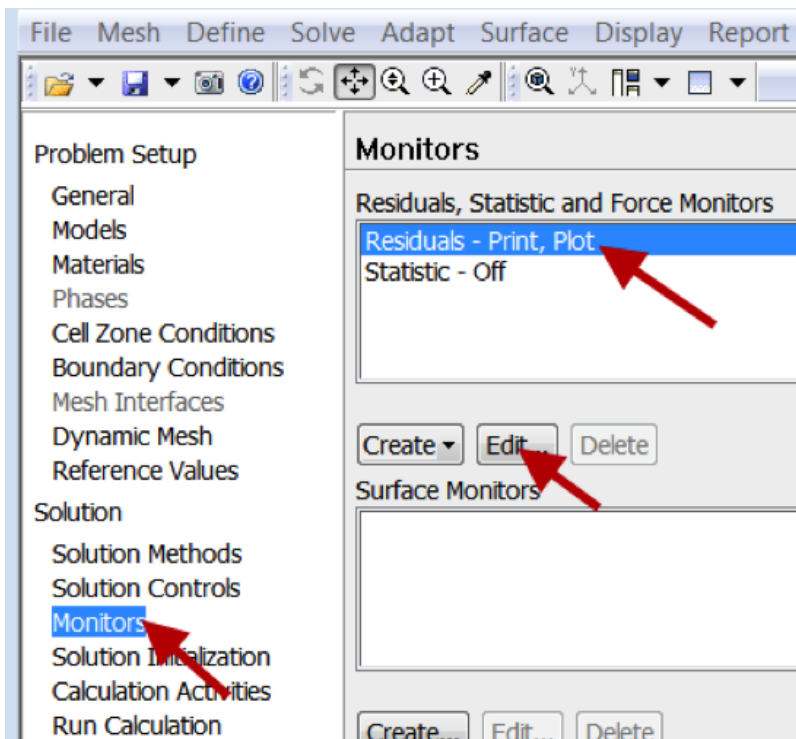 File Mesh Define Solve Adapt Surface Display Report
Problem Setup
General
Models
Materials
Phases
Cell Zone Conditions
Boundary Conditions
Mesh Interfaces
Dynamic Mesh
Reference Values
Solution
Solution Methods
Solution Controls
Monitors
Solution Initialization
Calculation Activities
Run Calculation
Monitors
Residuals, Statistic and Force Monitors
Residuals - Print, Plot
Statistic - Off
Create Edit... Delete
Surface Monitors
Create... Edit... Delete